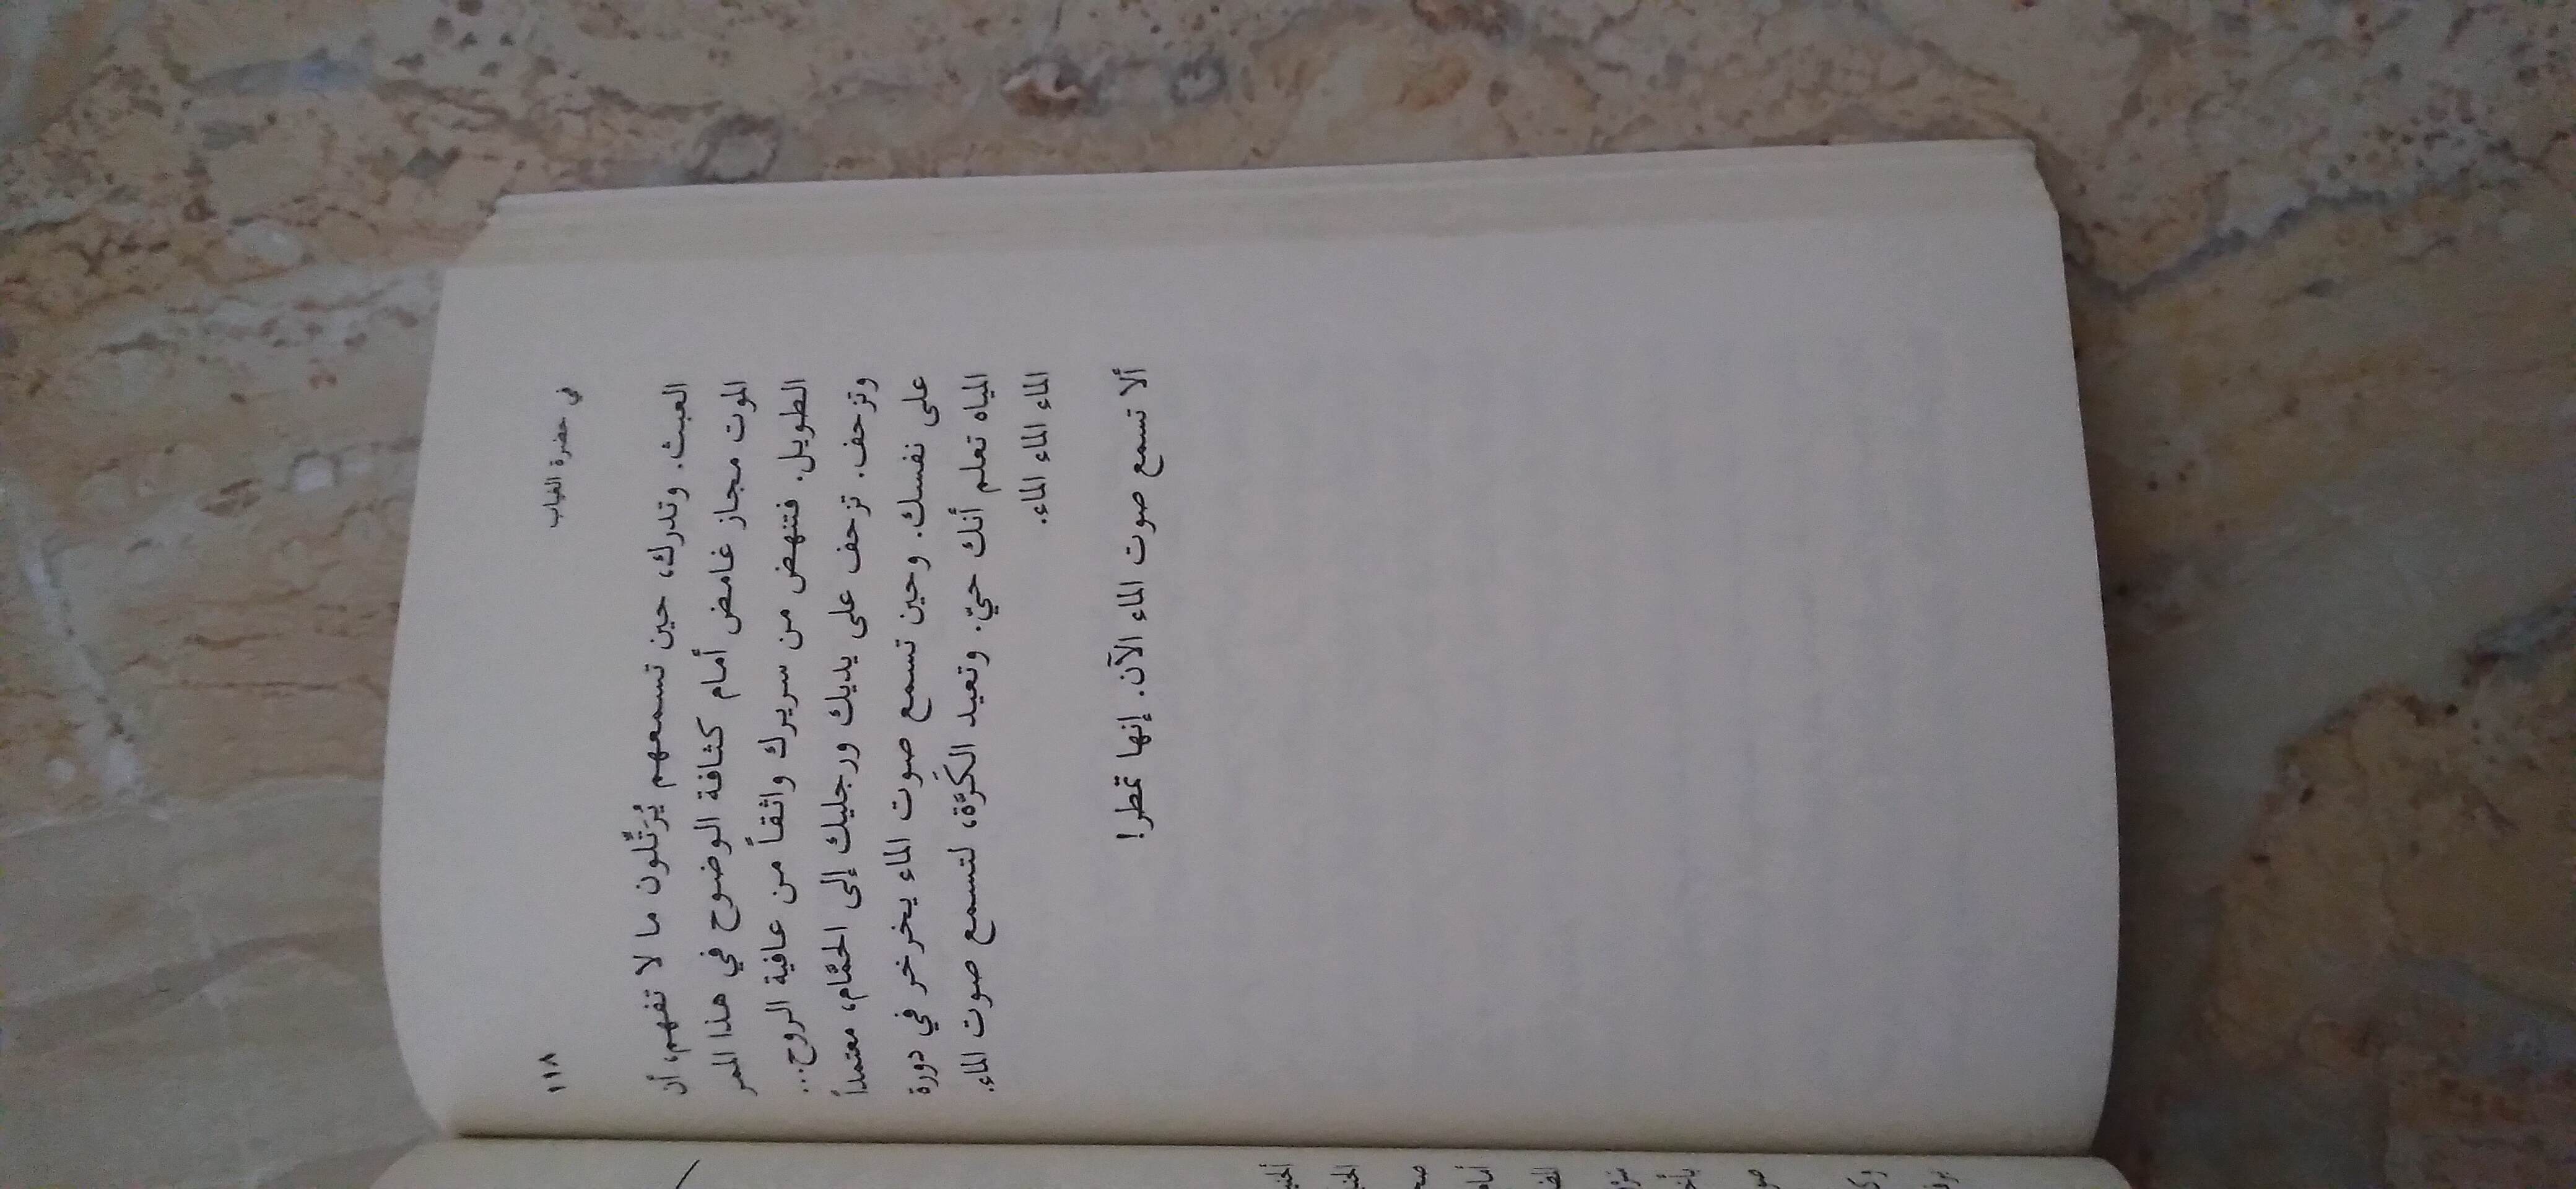 في حضرة الغياب ١١٨
العبث. وتدرك، حين تسمعهم يُرَتِّلون ما لا تفهم، أن
الموت مجاز غامض أمام كثافة الوضوح في هذا الممر
الطويل. فتنهض من سريرك واثقاً من عافية الروح...
وتزحف. تزحف على يديك ورجليك إلى الحمَّام، معتمداً
على نفسك. وحين تسمع صوت الماء يخرخر في دورة
المياه تعلم أنك حيّ. وتعيد الكَرَّة، لتسمع صوت الماء.
الماء الماء الماء.
ألا تسمع صوت الماء الآن. إنها تمطر!